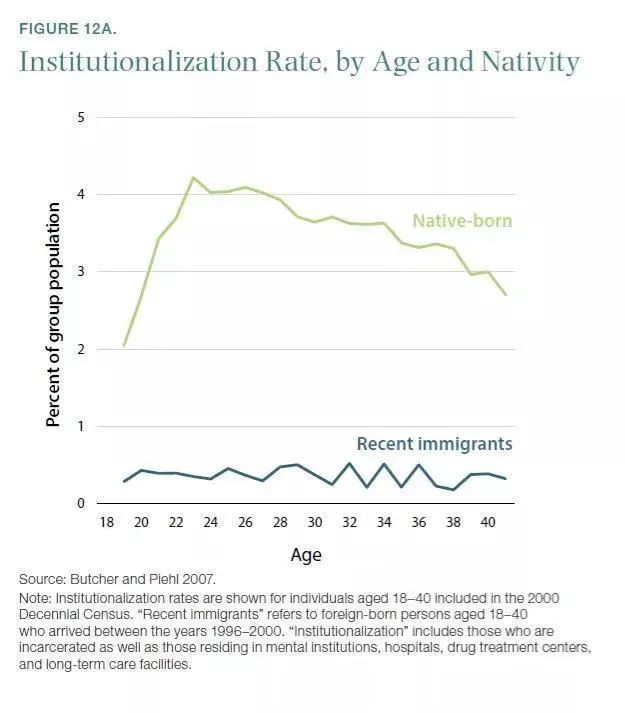 FIGURE 12A.
Institutionalization Rate, by Age and Nativity
5
4
3
2
1
0
Percent of group population
Native-born
Recent immigrants
18 20 22 24 26 28 30 32 34 36 38 40
Age
Source: Butcher and Piehl 2007.
Note: Institutionalization rates are shown for individuals aged 18–40 included in the 2000
Decennial Census. “Recent immigrants” refers to foreign-born persons aged 18–40
who arrived between the years 1996–2000. “Institutionalization” includes those who are
incarcerated as well as those residing in mental institutions, hospitals, drug treatment centers,
and long-term care facilities.